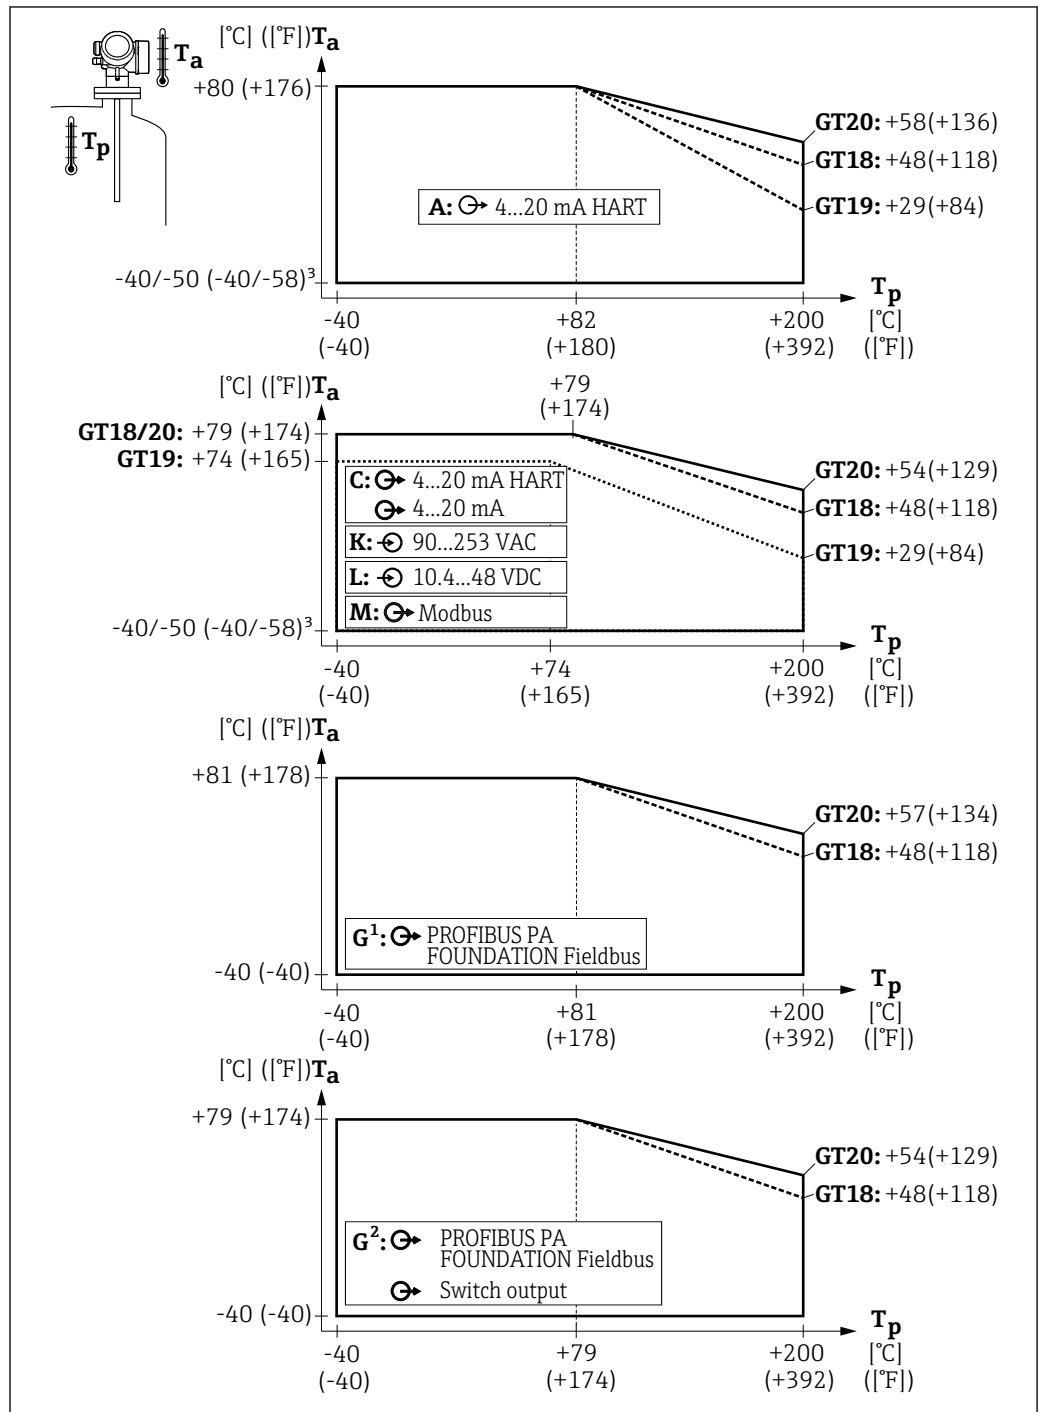 [°C] ([°F]) Ta
Ta
+80 (+176)
Tp
GT20: +58(+136)
GT18: +48(+118)
GT19: +29(+84)
A: 4...20 mA HART
-40/-50 (-40/-58)³
Tp
-40 +82 +200 [°C]
(-40) (+180) (+392) ([°F])
[°C] ([°F]) Ta
+79
(+174)
GT18/20: +79 (+174)
GT19: +74 (+165)
GT20: +54(+129)
GT18: +48(+118)
GT19: +29(+84)
C: 4...20 mA HART
4...20 mA
K: 90...253 VAC
L: 10.4...48 VDC
M: Modbus
-40/-50 (-40/-58)³
Tp
-40 +74 +200 [°C]
(-40) (+165) (+392) ([°F])
[°C] ([°F]) Ta
+81 (+178)
GT20: +57(+134)
GT18: +48(+118)
G¹: PROFIBUS PA
FOUNDATION Fieldbus
-40 (-40)
Tp
-40 +81 +200 [°C]
(-40) (+178) (+392) ([°F])
[°C] ([°F]) Ta
+79 (+174)
GT20: +54(+129)
GT18: +48(+118)
G²: PROFIBUS PA
FOUNDATION Fieldbus
Switch output
-40 (-40)
Tp
-40 +79 +200 [°C]
(-40) (+174) (+392) ([°F])